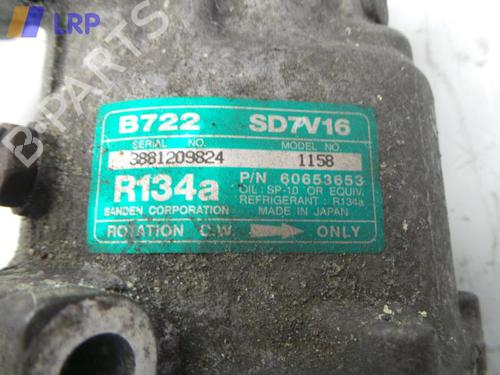 LRP
B-PARTS
B722 SD7V16
SERIAL NO. MODEL NO.
3881209824 1158
R134a P/N 60653653
OIL : SP-10 OR EQUIV.
REFRIGERANT : R134a
SANDEN CORPORATION MADE IN JAPAN
ROTATION C.W. ONLY